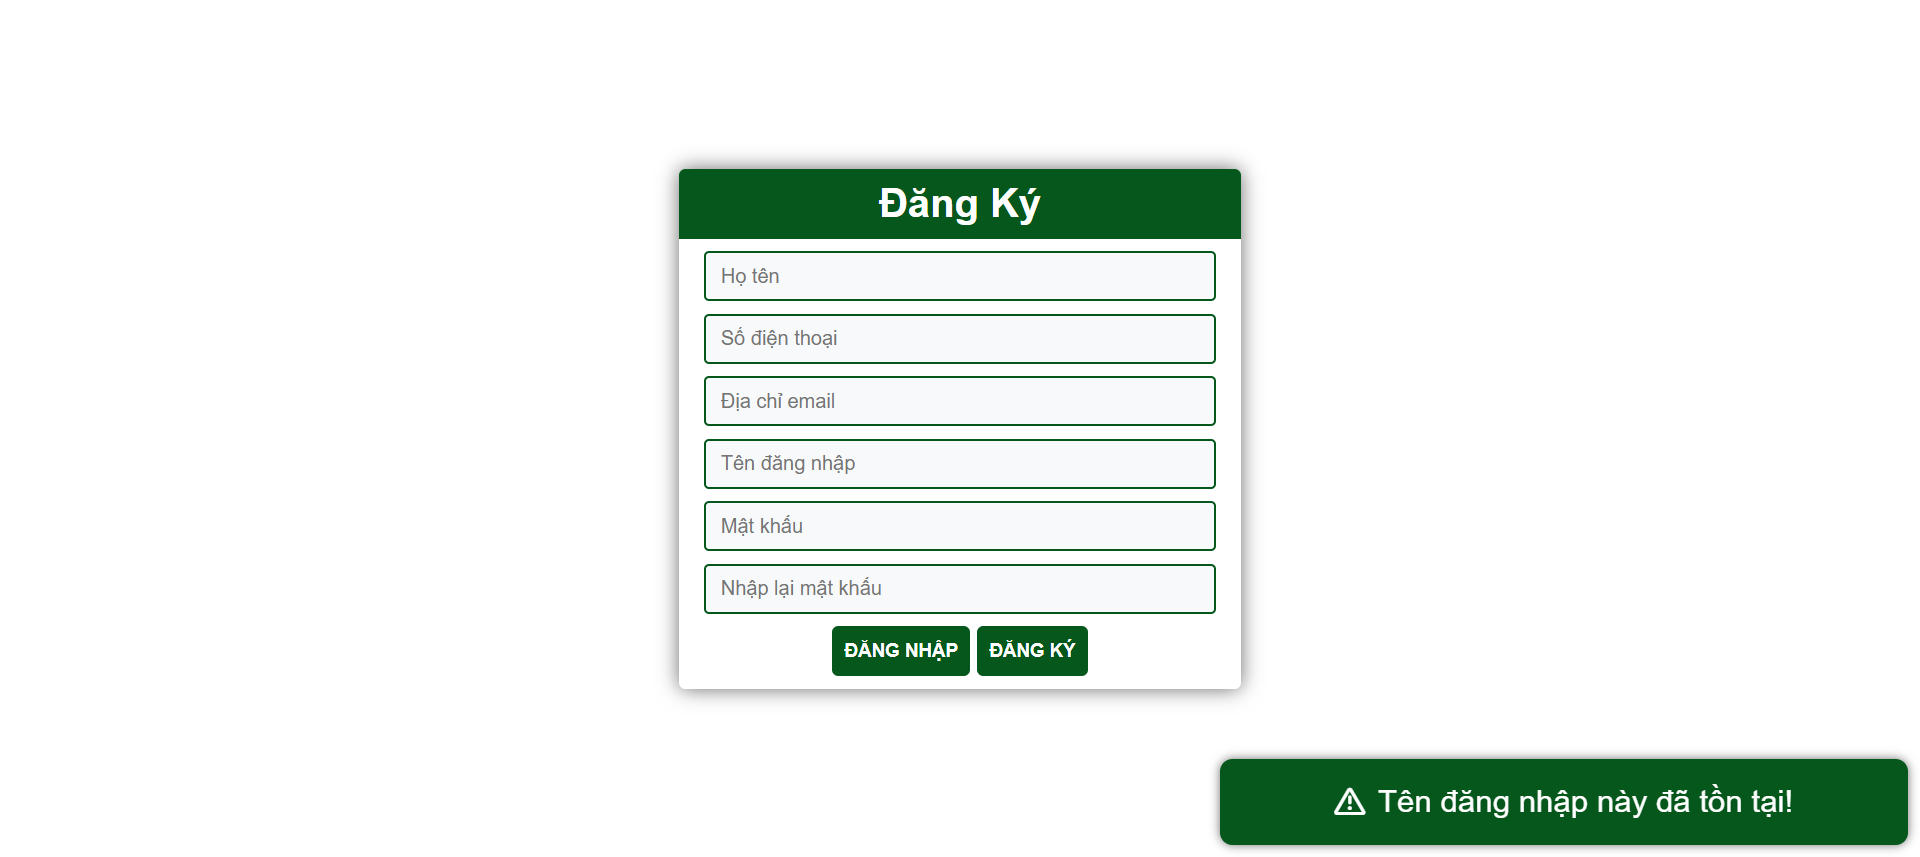 Đăng Ký
Họ tên
Số điện thoại
Địa chỉ email
Tên đăng nhập
Mật khẩu
Nhập lại mật khẩu
ĐĂNG NHẬP ĐĂNG KÝ
Tên đăng nhập này đã tồn tại!